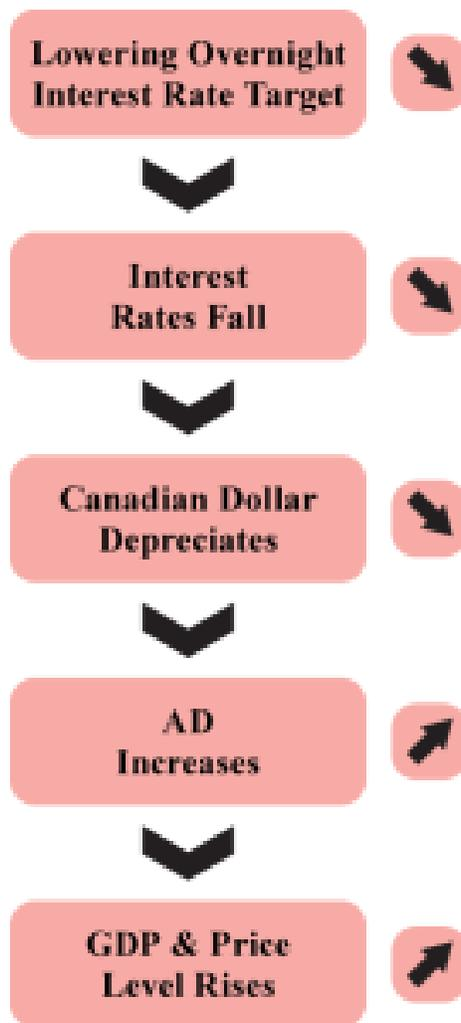 Lowering Overnight
Interest Rate Target
Interest
Rates Fall
Canadian Dollar
Depreciates
AD
Increases
GDP & Price
Level Rises